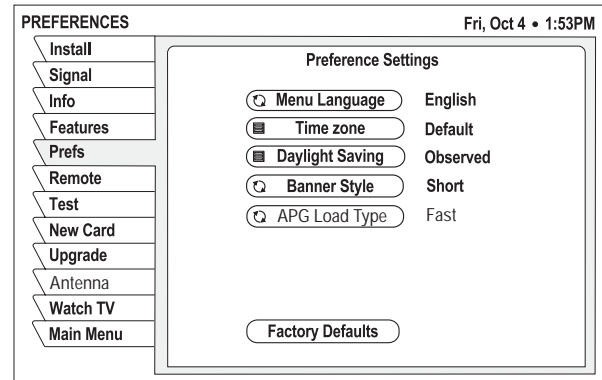 PREFERENCES
Fri, Oct 4 • 1:53PM
Install
Signal
Info
Features
Prefs
Remote
Test
New Card
Upgrade
Antenna
Watch TV
Main Menu
Preference Settings
Menu Language English
Time zone Default
Daylight Saving Observed
Banner Style Short
APG Load Type Fast
Factory Defaults